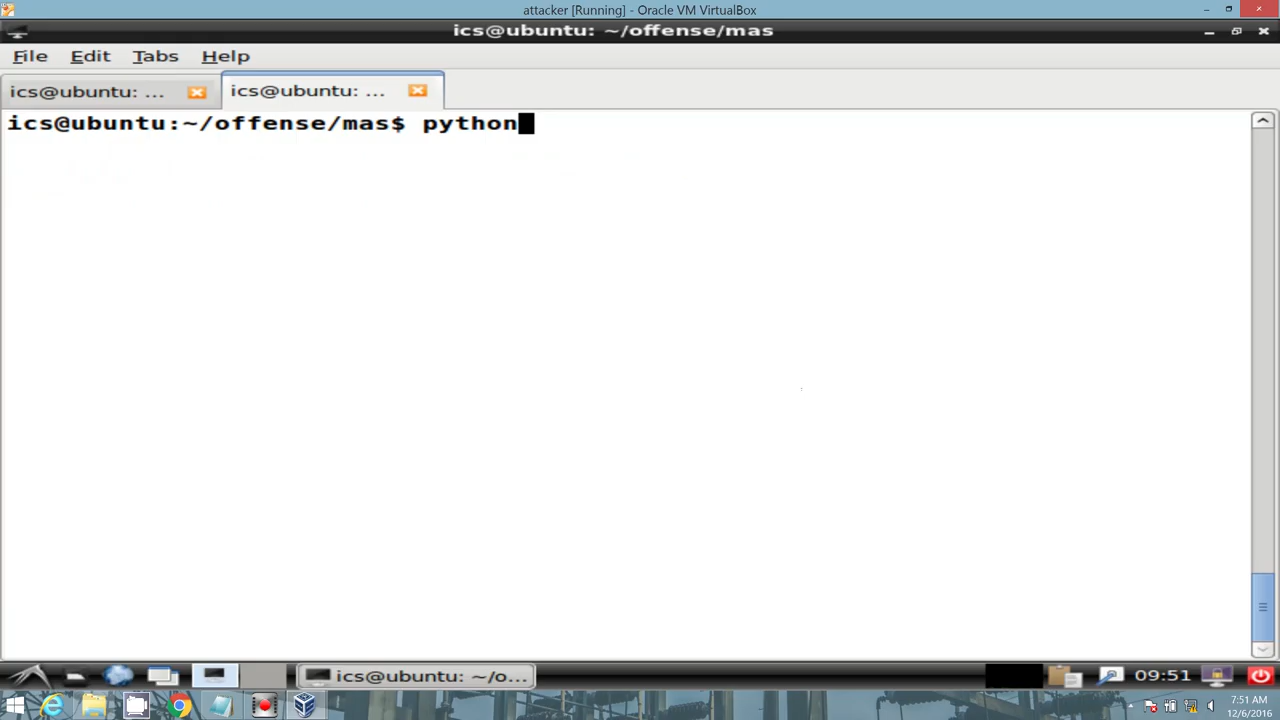 attacker [Running] - Oracle VM VirtualBox
ics@ubuntu: ~/offense/mas
File Edit Tabs Help
ics@ubuntu: ... ics@ubuntu: ...
ics@ubuntu:~/offense/mas$ python
ics@ubuntu: ~/o... 09:51
7:51 AM
12/6/2016